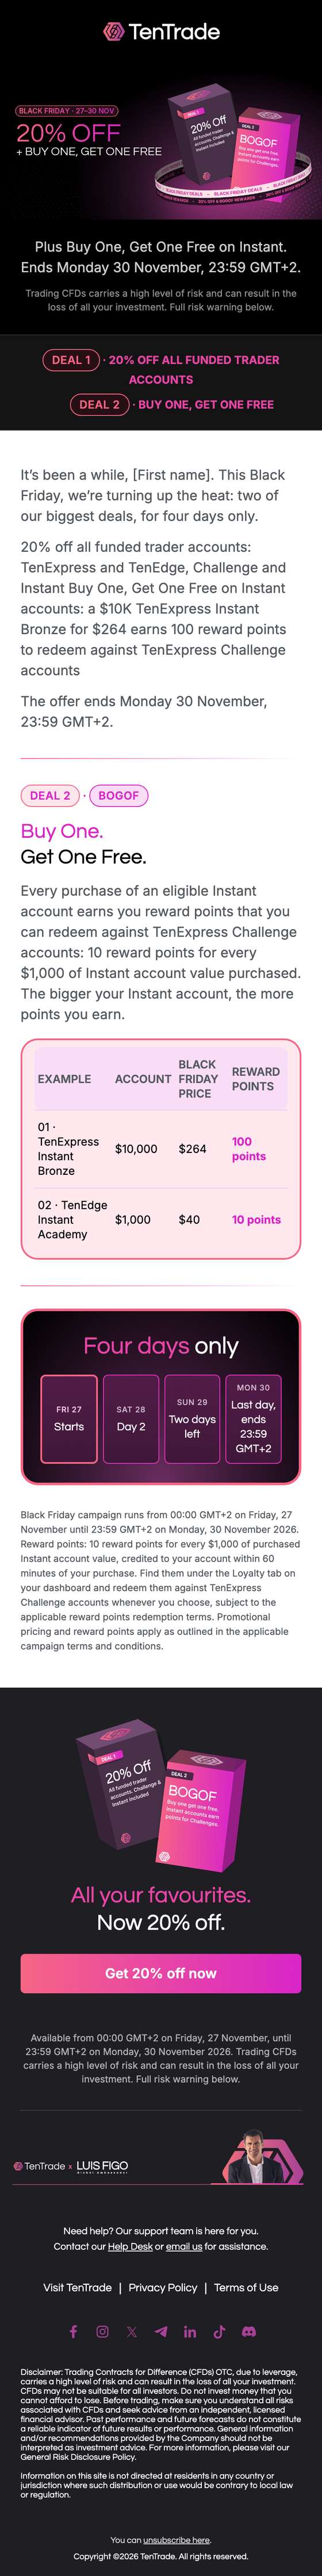 TenTrade
BLACK FRIDAY · 27–30 NOV
20% OFF
+ BUY ONE, GET ONE FREE
DEAL 1
20% Off
All funded trader
accounts. Challenge &
Instant included
DEAL 2
BOGOF
Buy one get one free.
Instant accounts earn
points for Challenges.
Plus Buy One, Get One Free on Instant.
Ends Monday 30 November, 23:59 GMT+2.
Trading CFDs carries a high level of risk and can result in the
loss of all your investment. Full risk warning below.
DEAL 1 · 20% OFF ALL FUNDED TRADER
ACCOUNTS
DEAL 2 · BUY ONE, GET ONE FREE
It’s been a while, [First name]. This Black
Friday, we’re turning up the heat: two of
our biggest deals, for four days only.
20% off all funded trader accounts:
TenExpress and TenEdge, Challenge and
Instant Buy One, Get One Free on Instant
accounts: a $10K TenExpress Instant
Bronze for $264 earns 100 reward points
to redeem against TenExpress Challenge
accounts
The offer ends Monday 30 November,
23:59 GMT+2.
DEAL 2 · BOGOF
Buy One.
Get One Free.
Every purchase of an eligible Instant
account earns you reward points that you
can redeem against TenExpress Challenge
accounts: 10 reward points for every
$1,000 of Instant account value purchased.
The bigger your Instant account, the more
points you earn.
EXAMPLE ACCOUNT BLACK FRIDAY PRICE REWARD POINTS
01 · TenExpress Instant Bronze $10,000 $264 100 points
02 · TenEdge Instant Academy $1,000 $40 10 points
Four days only
FRI 27
Starts
SAT 28
Day 2
SUN 29
Two days
left
MON 30
Last day,
ends
23:59
GMT+2
Black Friday campaign runs from 00:00 GMT+2 on Friday, 27
November until 23:59 GMT+2 on Monday, 30 November 2026.
Reward points: 10 reward points for every $1,000 of purchased
Instant account value, credited to your account within 60
minutes of your purchase. Find them under the Loyalty tab on
your dashboard and redeem them against TenExpress
Challenge accounts whenever you choose, subject to the
applicable reward points redemption terms. Promotional
pricing and reward points apply as outlined in the applicable
campaign terms and conditions.
DEAL 1
20% Off
All funded trader
accounts. Challenge &
Instant included
DEAL 2
BOGOF
Buy one get one free.
Instant accounts earn
points for Challenges.
All your favourites.
Now 20% off.
Get 20% off now
Available from 00:00 GMT+2 on Friday, 27 November, until
23:59 GMT+2 on Monday, 30 November 2026. Trading CFDs
carries a high level of risk and can result in the loss of all your
investment. Full risk warning below.
TenTrade x LUIS FIGO
Global Ambassador
Need help? Our support team is here for you.
Contact our Help Desk or email us for assistance.
Visit TenTrade | Privacy Policy | Terms of Use
Disclaimer: Trading Contracts for Difference (CFDs) OTC, due to leverage,
carries a high level of risk and can result in the loss of all your investment.
CFDs may not be suitable for all investors. Do not invest money that you
cannot afford to lose. Before trading, make sure you understand all risks
associated with CFDs and seek advice from an independent, licensed
financial advisor. Past performance and future forecasts do not constitute
a reliable indicator of future results or performance. General information
and/or recommendations provided by the Company should not be
interpreted as investment advice. For more information, please visit our
General Risk Disclosure Policy.
Information on this site is not directed at residents in any country or
jurisdiction where such distribution or use would be contrary to local law
or regulation.
You can unsubscribe here.
Copyright ©2026 TenTrade. All rights reserved.